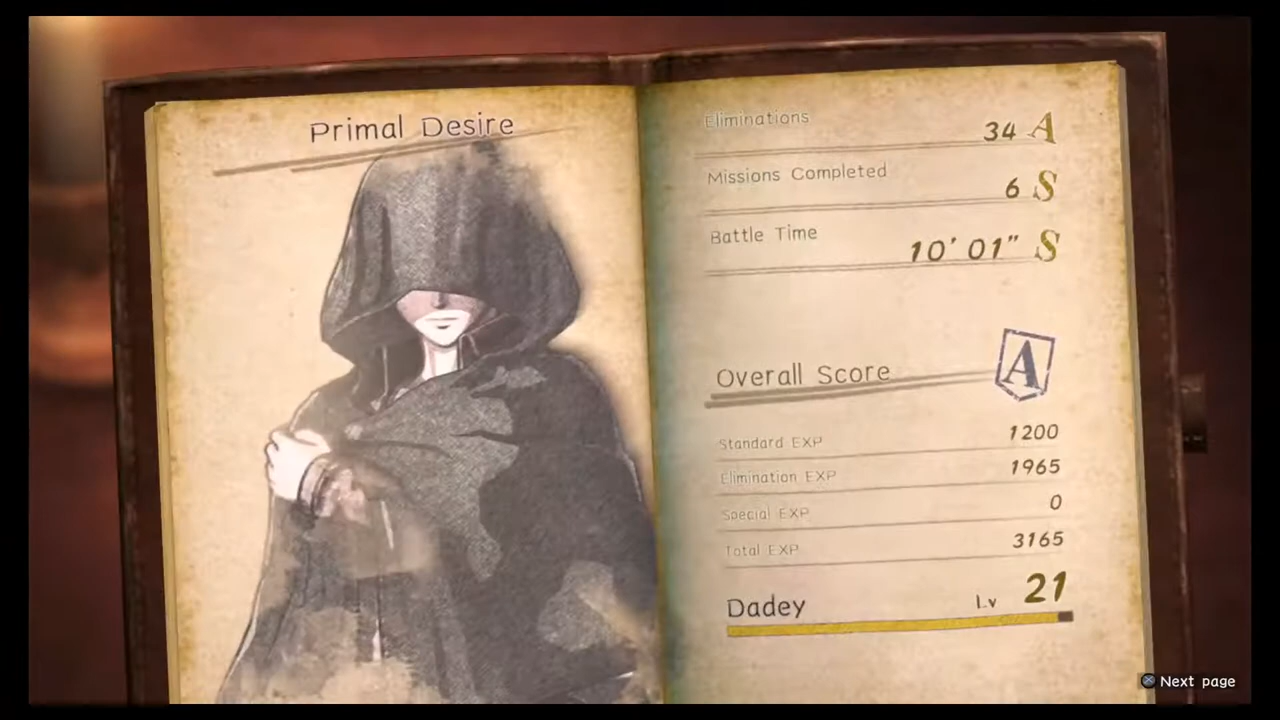 Primal Desire
Eliminations
34 A
Missions Completed
6 S
Battle Time
10' 01" S
Overall Score
A
Standard EXP
1200
Elimination EXP
1965
Special EXP
0
Total EXP
3165
Dadey
Lv 21
Next page